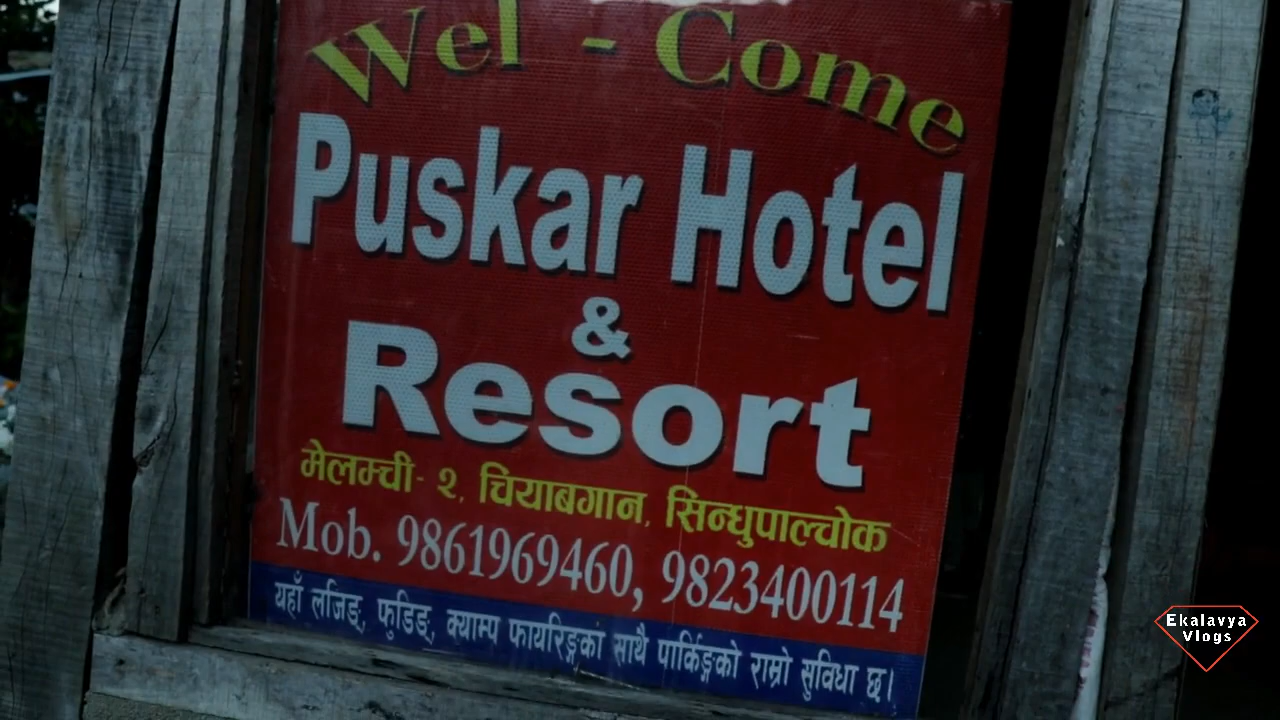 Wel - Come
Puskar Hotel
&
Resort
मेलम्ची- २, चियाबगान, सिन्धुपाल्चोक
Mob. 9861969460, 9823400114
यहाँ लजिङ्, फुडिङ्, क्याम्प फायरिङ्गका साथै पार्किङ्गको राम्रो सुविधा छ।
Ekalavya
Vlogs